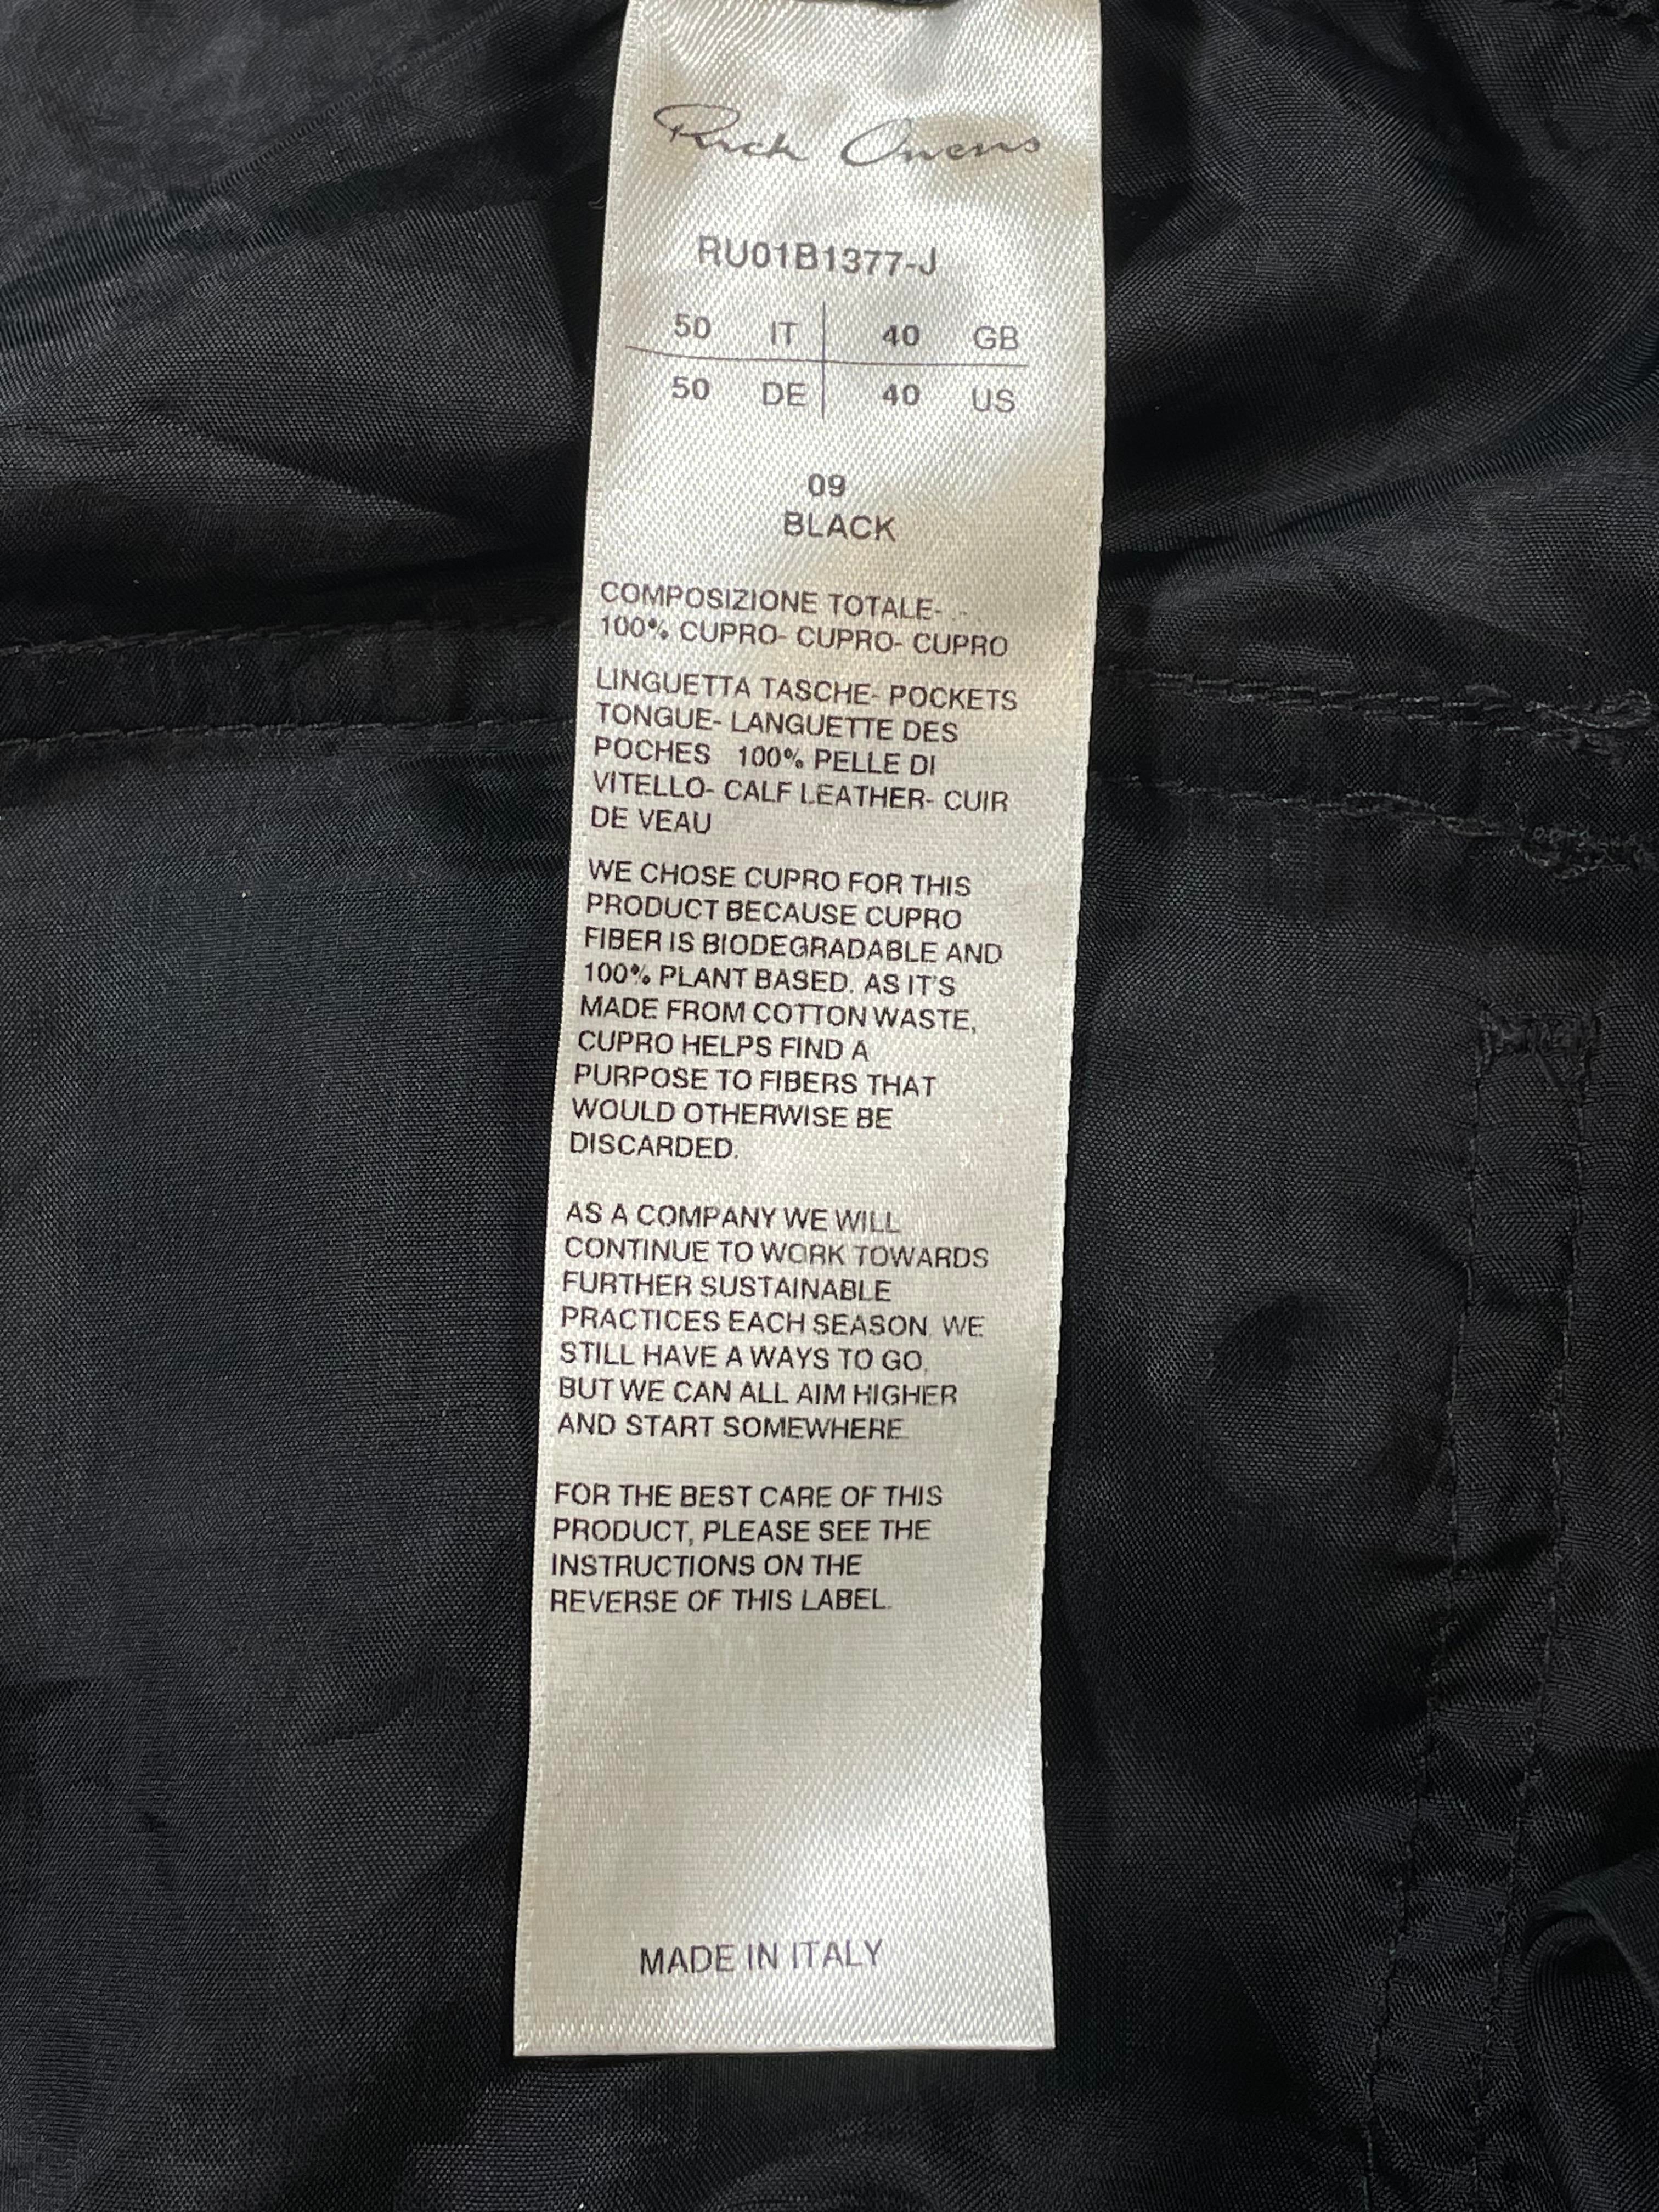 Rick Owens
RU01B1377-J
50 IT 40 GB
50 DE 40 US
09
BLACK
COMPOSIZIONE TOTALE- -
100% CUPRO- CUPRO- CUPRO
LINGUETTA TASCHE- POCKETS
TONGUE- LANGUETTE DES
POCHES 100% PELLE DI
VITELLO- CALF LEATHER- CUIR
DE VEAU
WE CHOSE CUPRO FOR THIS
PRODUCT BECAUSE CUPRO
FIBER IS BIODEGRADABLE AND
100% PLANT BASED. AS IT'S
MADE FROM COTTON WASTE,
CUPRO HELPS FIND A
PURPOSE TO FIBERS THAT
WOULD OTHERWISE BE
DISCARDED.
AS A COMPANY WE WILL
CONTINUE TO WORK TOWARDS
FURTHER SUSTAINABLE
PRACTICES EACH SEASON. WE
STILL HAVE A WAYS TO GO,
BUT WE CAN ALL AIM HIGHER
AND START SOMEWHERE.
FOR THE BEST CARE OF THIS
PRODUCT, PLEASE SEE THE
INSTRUCTIONS ON THE
REVERSE OF THIS LABEL.
MADE IN ITALY